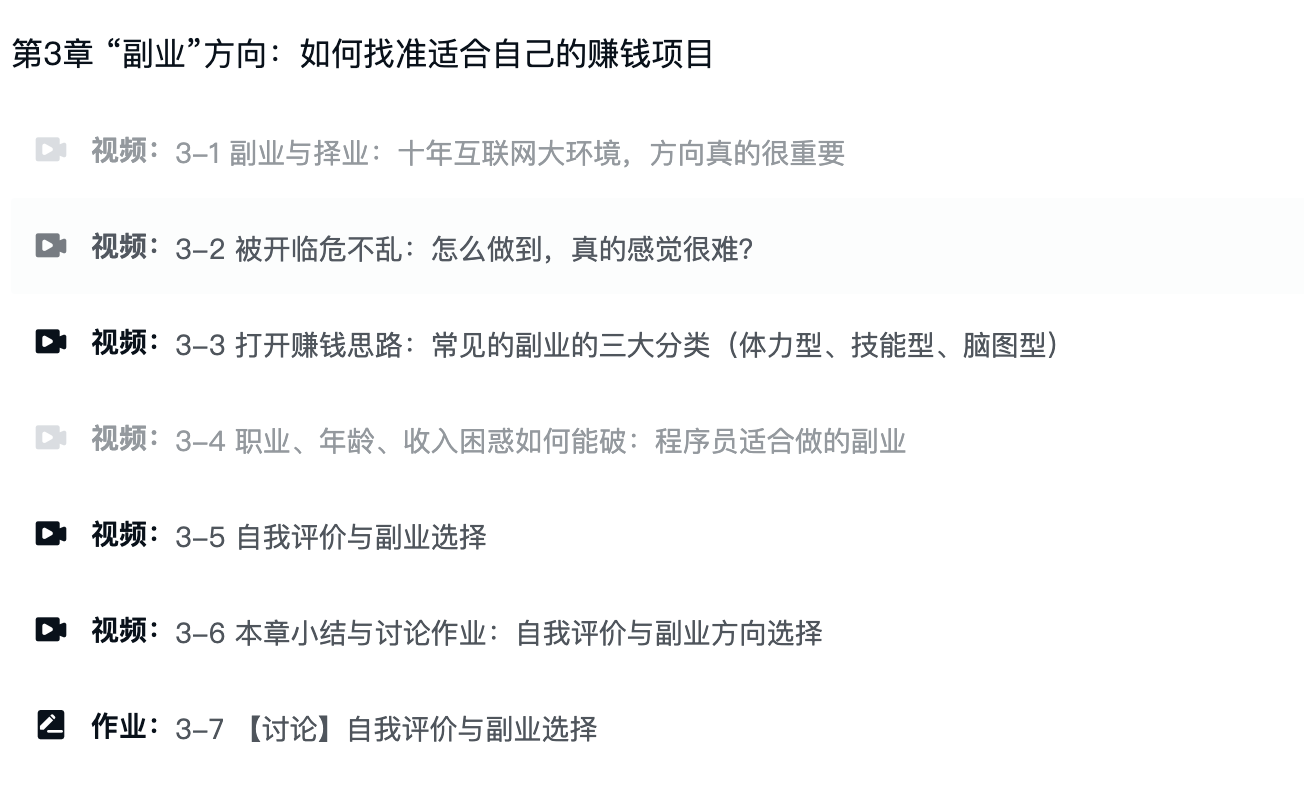 第3章 “副业”方向：如何找准适合自己的赚钱项目
视频： 3-1 副业与择业：十年互联网大环境，方向真的很重要
视频： 3-2 被开临危不乱：怎么做到，真的感觉很难？
视频： 3-3 打开赚钱思路：常见的副业的三大分类（体力型、技能型、脑图型）
视频： 3-4 职业、年龄、收入困惑如何能破：程序员适合做的副业
视频： 3-5 自我评价与副业选择
视频： 3-6 本章小结与讨论作业：自我评价与副业方向选择
作业： 3-7 【讨论】自我评价与副业选择